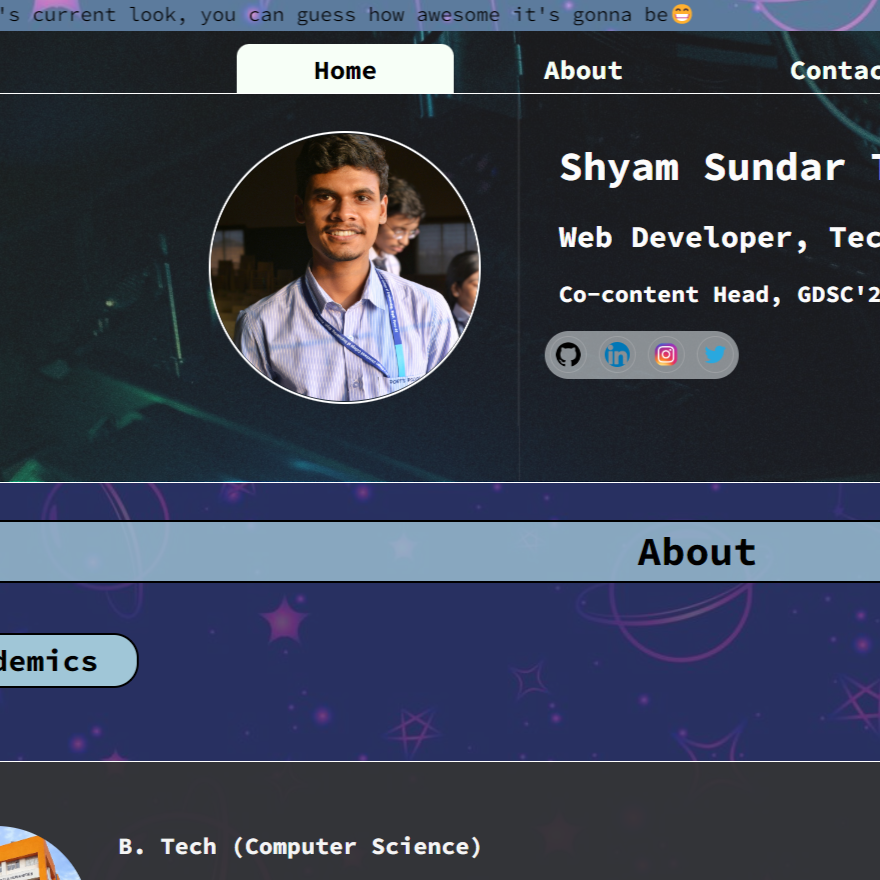 's current look, you can guess how awesome it's gonna be😁
Home About Contac
Shyam Sundar
Web Developer, Tec
Co-content Head, GDSC'2
in
About
demics
B. Tech (Computer Science)